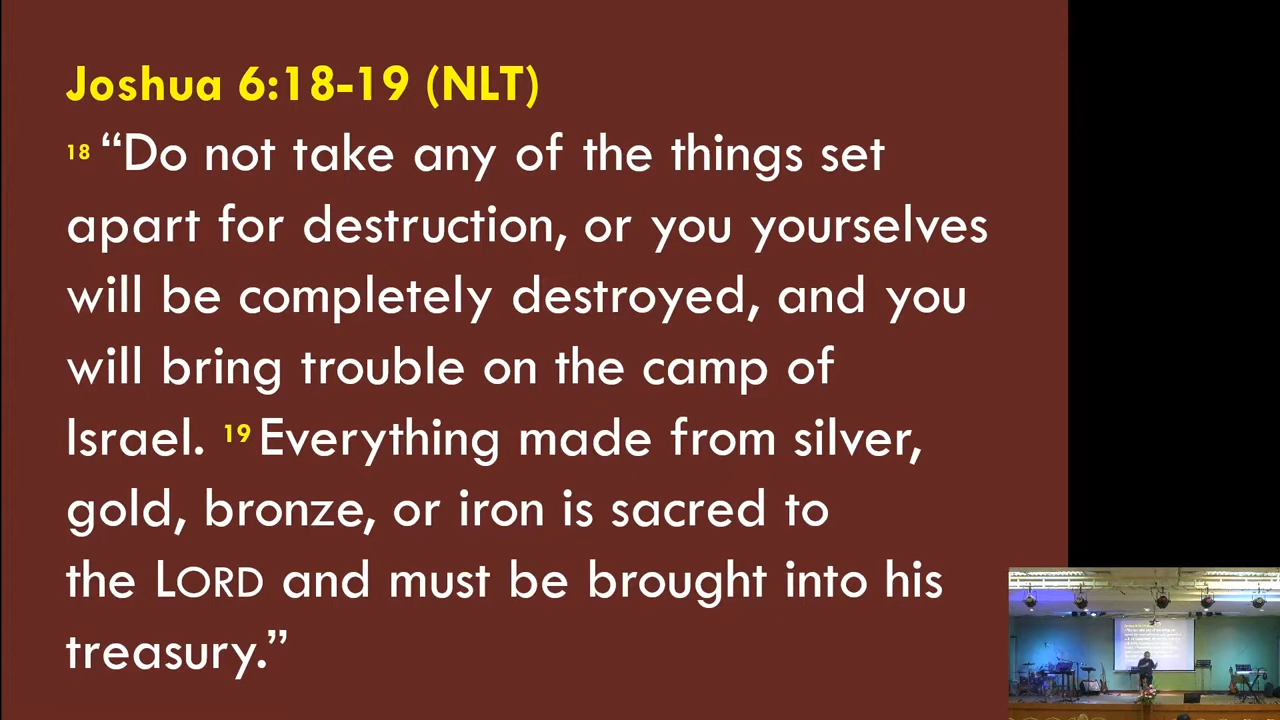 Joshua 6:18-19 (NLT)
18 “Do not take any of the things set
apart for destruction, or you yourselves
will be completely destroyed, and you
will bring trouble on the camp of
Israel. 19 Everything made from silver,
gold, bronze, or iron is sacred to
the LORD and must be brought into his
treasury.”